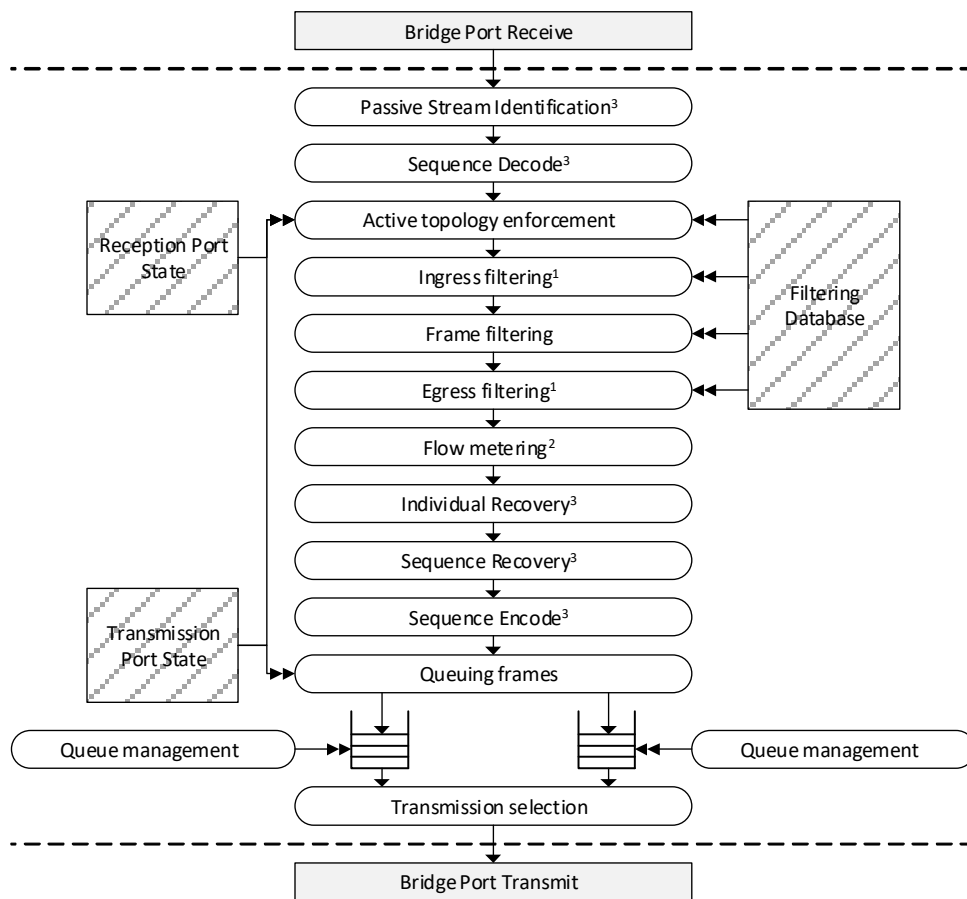 Bridge Port Receive
Passive Stream Identification³
Sequence Decode³
Active topology enforcement
Reception Port
State
Ingress filtering¹
Filtering
Database
Frame filtering
Egress filtering¹
Flow metering²
Individual Recovery³
Sequence Recovery³
Sequence Encode³
Transmission
Port State
Queuing frames
Queue management
Queue management
Transmission selection
Bridge Port Transmit